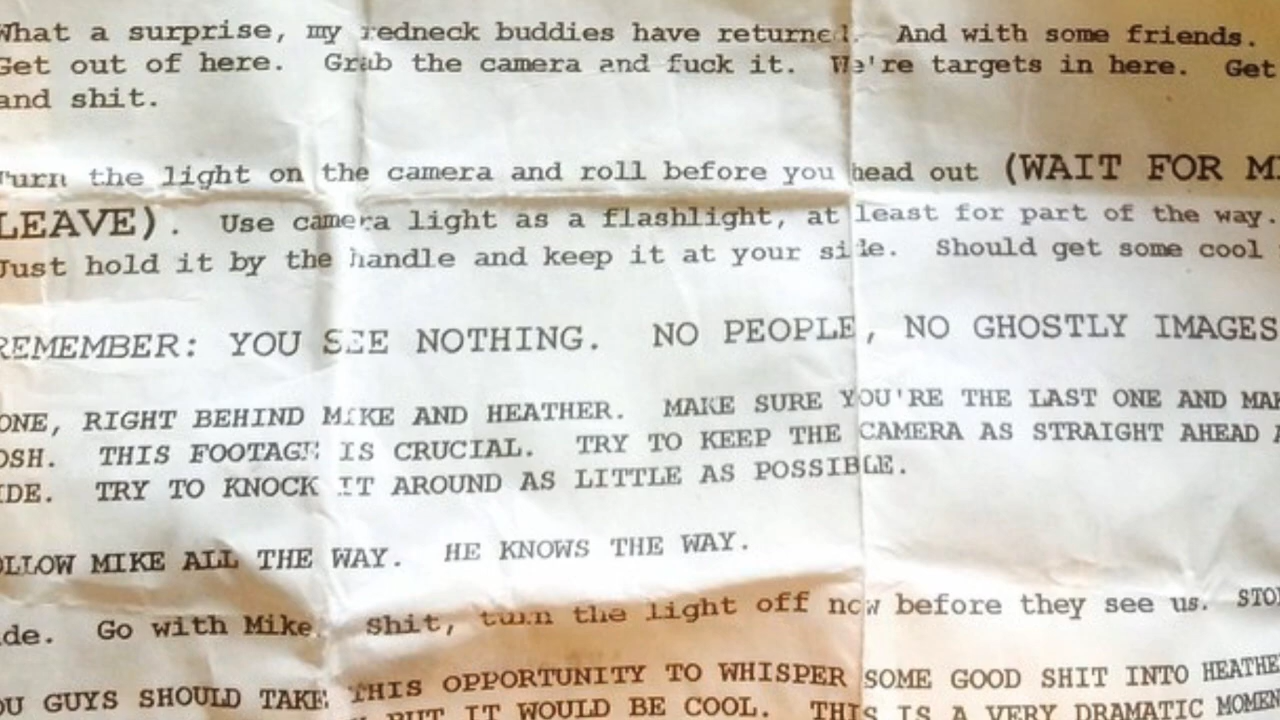 What a surprise, my redneck buddies have returned. And with some friends.
Get out of here. Grab the camera and fuck it. We're targets in here. Get
and shit.
Turn the light on the camera and roll before you head out (WAIT FOR
LEAVE). Use camera light as a flashlight, at least for part of the way.
Just hold it by the handle and keep it at your side. Should get some cool
REMEMBER: YOU SEE NOTHING. NO PEOPLE, NO GHOSTLY IMAGES
ONE, RIGHT BEHIND MIKE AND HEATHER. MAKE SURE YOU'RE THE LAST ONE AND
OSH. THIS FOOTAGE IS CRUCIAL. TRY TO KEEP THE CAMERA AS STRAIGHT AHEAD
IDE. TRY TO KNOCK IT AROUND AS LITTLE AS POSSIBLE.
OLLOW MIKE ALL THE WAY. HE KNOWS THE WAY.
de. Go with Mike. Shit, turn the light off now before they see us.
OU GUYS SHOULD TAKE THIS OPPORTUNITY TO WHISPER SOME GOOD SHIT INTO
BUT IT WOULD BE COOL. THIS IS A VERY DRAMATIC